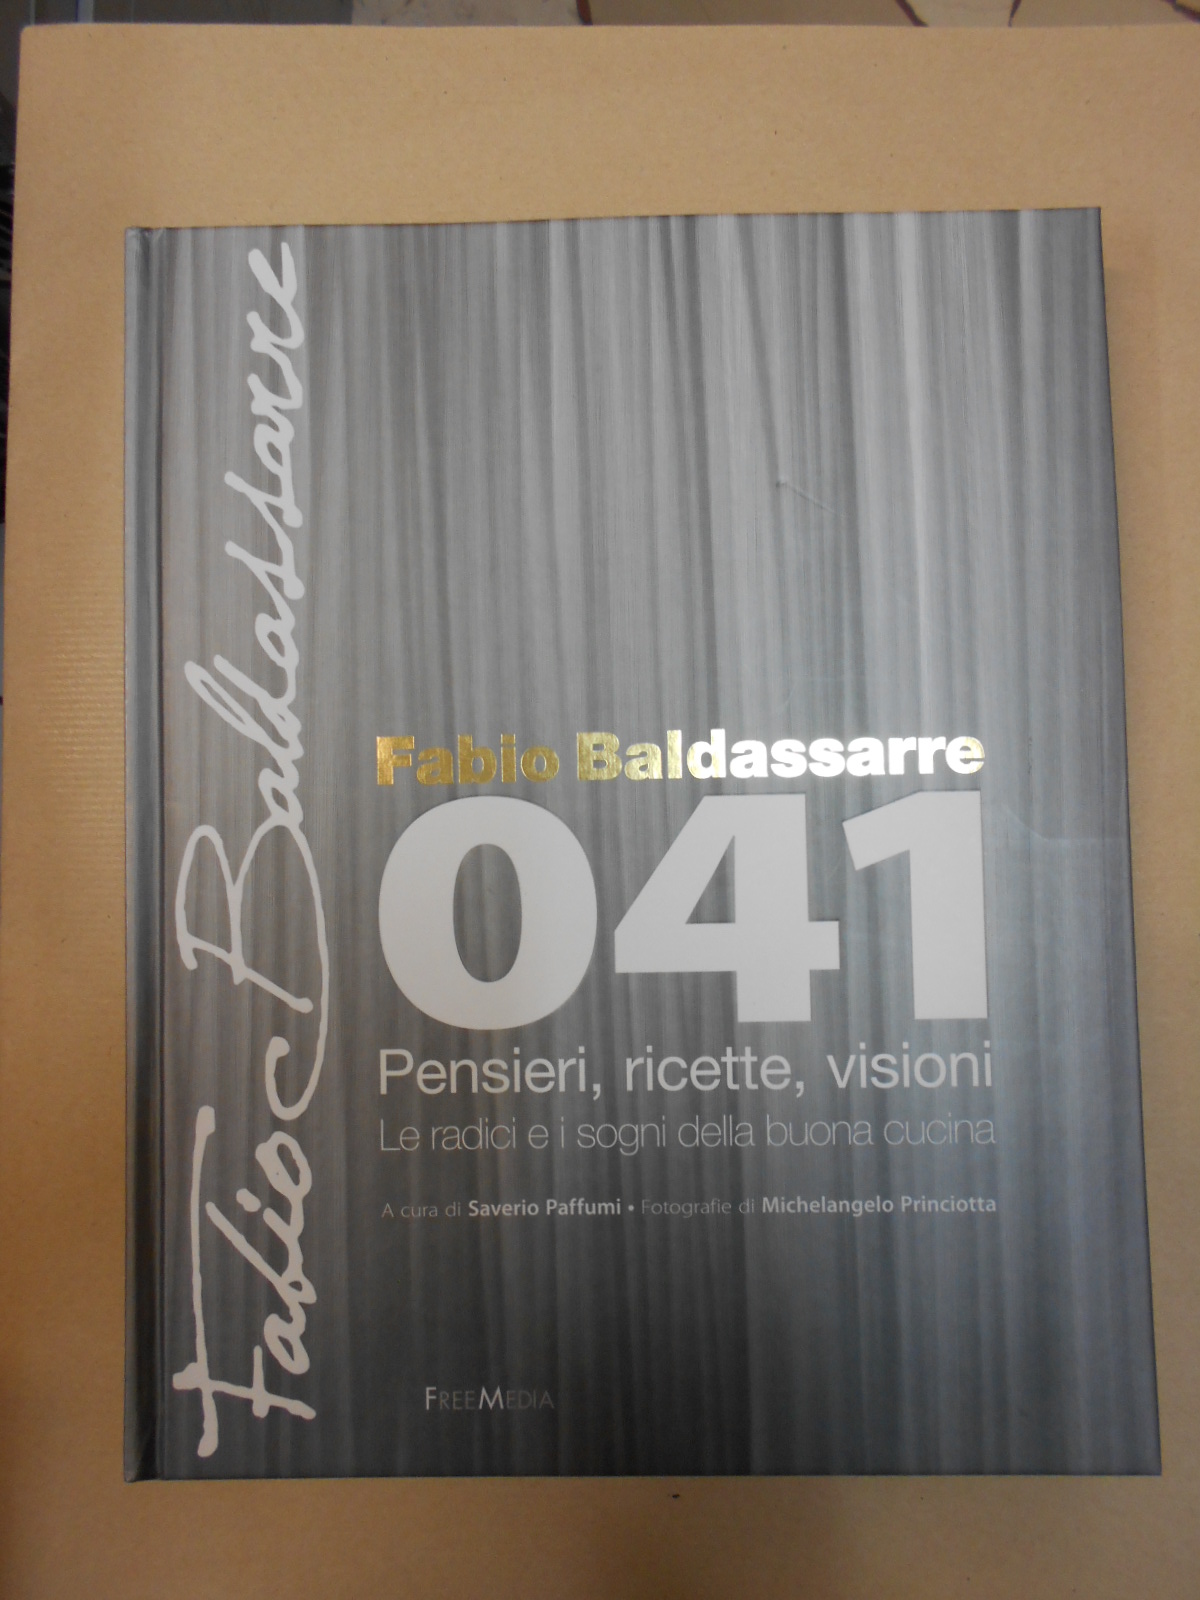 Fabio Baldassarre
Fabio Baldassarre
041
Pensieri, ricette, visioni
Le radici e i sogni della buona cucina
A cura di Saverio Paffumi • Fotografie di Michelangelo Princiotta
FREEMEDIA